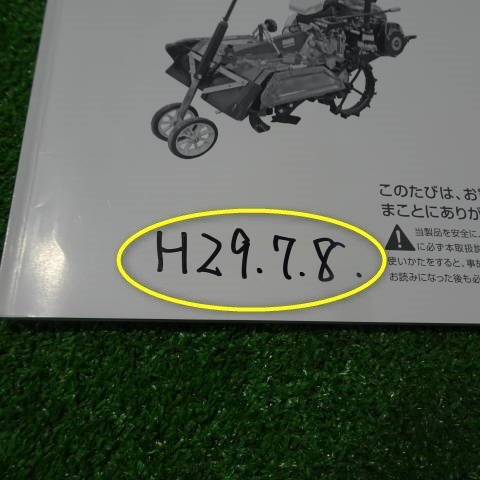 このたびは、お
まことにありが
当製品を安全に、
に必ず本取扱説
使いかたをすると、事故
お読みになった後も必
H29.7.8.